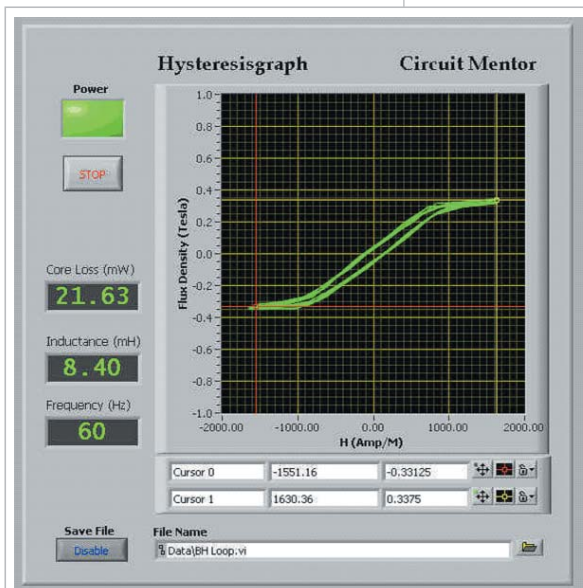 Hysteresisgraph Circuit Mentor
Power
STOP
Core Loss (mW)
21.63
Inductance (mH)
8.40
Frequency (Hz)
60
Flux Density (Tesla)
1.0
0.8
0.6
0.4
0.2
0.0
-0.2
-0.4
-0.6
-0.8
-1.0
-2000.00 -1000.00 0.00 1000.00 2000.00
H (Amp/M)
Cursor 0 -1551.16 -0.33125
Cursor 1 1630.36 0.3375
Save File
Disable
File Name
Data\BH Loop.vi